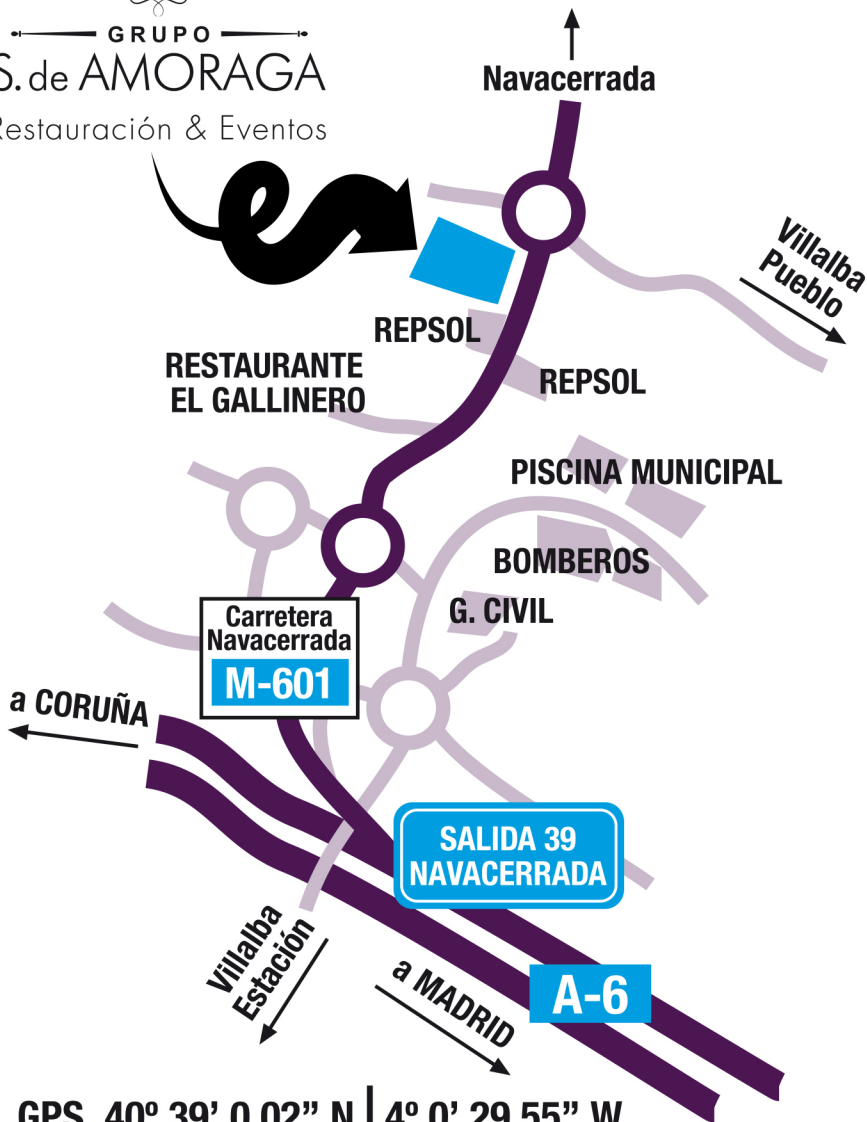 GRUPO
S. de AMORAGA
Restauración & Eventos
Navacerrada
Villalba
Pueblo
REPSOL
RESTAURANTE
EL GALLINERO
REPSOL
PISCINA MUNICIPAL
BOMBEROS
G. CIVIL
Carretera
Navacerrada
M-601
a CORUÑA
SALIDA 39
NAVACERRADA
Villalba
Estación
a MADRID
A-6
GPS 40º 39’ 0.02” N | 4º 0’ 29.55” W